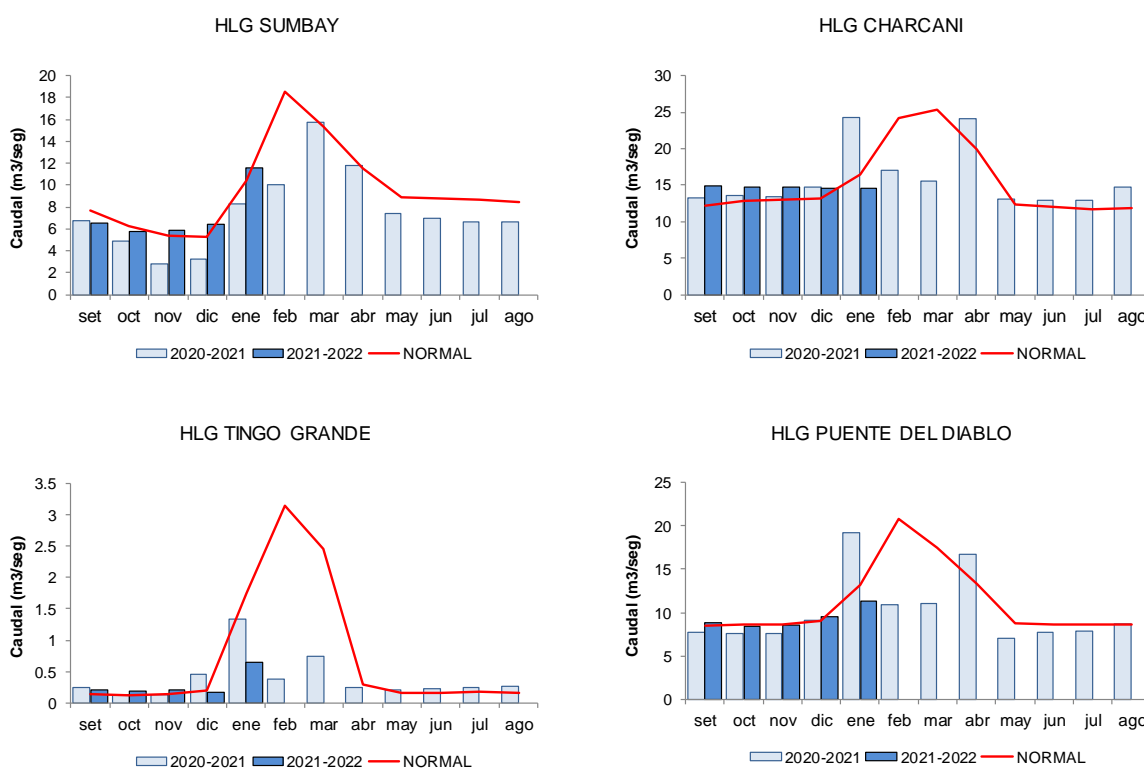 HLG SUMBAY
Caudal (m3/seg)
20
18
16
14
12
10
8
6
4
2
0
set oct nov dic ene feb mar abr may jun jul ago
2020-2021 2021-2022 NORMAL
HLG CHARCANI
Caudal (m3/seg)
30
25
20
15
10
5
0
set oct nov dic ene feb mar abr may jun jul ago
2020-2021 2021-2022 NORMAL
HLG TINGO GRANDE
Caudal (m3/seg)
3.5
3
2.5
2
1.5
1
0.5
0
set oct nov dic ene feb mar abr may jun jul ago
2020-2021 2021-2022 NORMAL
HLG PUENTE DEL DIABLO
Caudal (m3/seg)
25
20
15
10
5
0
set oct nov dic ene feb mar abr may jun jul ago
2020-2021 2021-2022 NORMAL